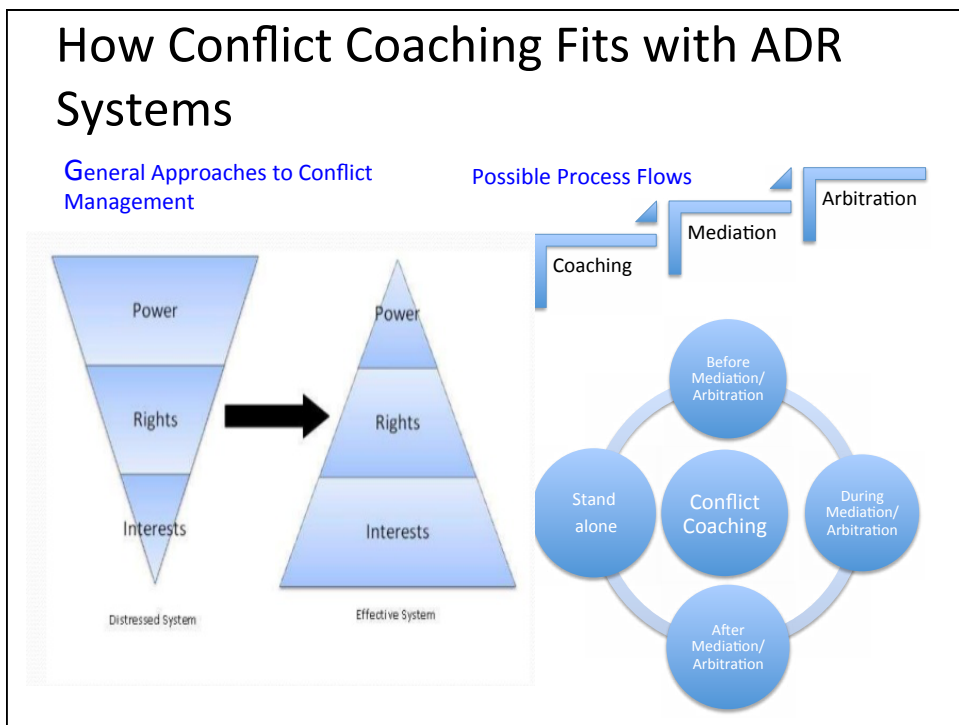 How Conflict Coaching Fits with ADR
Systems
General Approaches to Conflict
Management
Power
Rights
Interests
Distressed System
Power
Rights
Interests
Effective System
Possible Process Flows
Coaching
Mediation
Arbitration
Before
Mediation/
Arbitration
Stand
alone
Conflict
Coaching
During
Mediation/
Arbitration
After
Mediation/
Arbitration